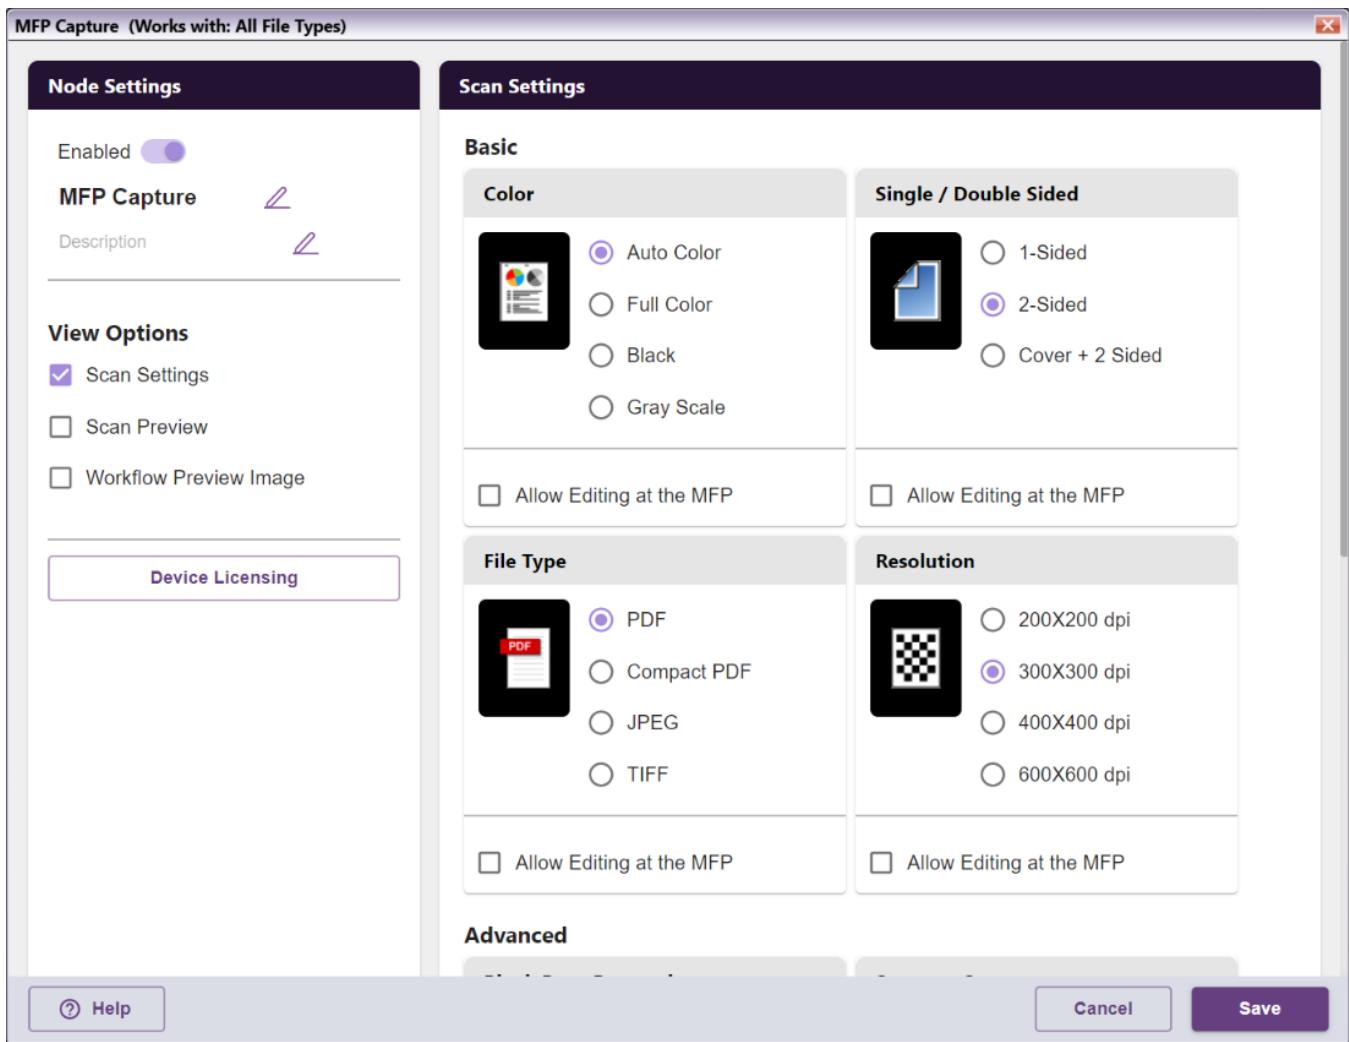 MFP Capture (Works with: All File Types)
Node Settings
Enabled
MFP Capture
Description
View Options
Scan Settings
Scan Preview
Workflow Preview Image
Device Licensing
Scan Settings
Basic
Color
Auto Color
Full Color
Black
Gray Scale
Allow Editing at the MFP
Single / Double Sided
1-Sided
2-Sided
Cover + 2 Sided
Allow Editing at the MFP
File Type
PDF
PDF
Compact PDF
JPEG
TIFF
Allow Editing at the MFP
Resolution
200X200 dpi
300X300 dpi
400X400 dpi
600X600 dpi
Allow Editing at the MFP
Advanced
Help
Cancel
Save